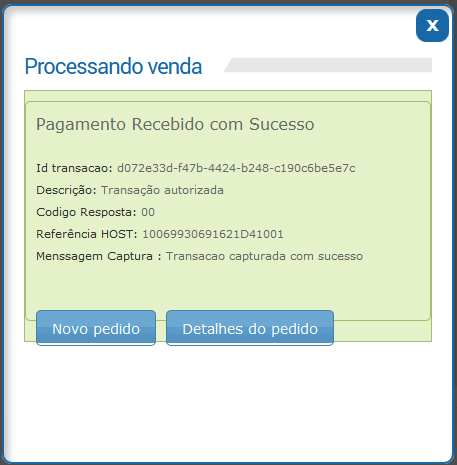 x
Processando venda
Pagamento Recebido com Sucesso
Id transacao: d072e33d-f47b-4424-b248-c190c6be5e7c
Descrição: Transação autorizada
Codigo Resposta: 00
Referência HOST: 10069930691621D41001
Menssagem Captura : Transacao capturada com sucesso
Novo pedido Detalhes do pedido